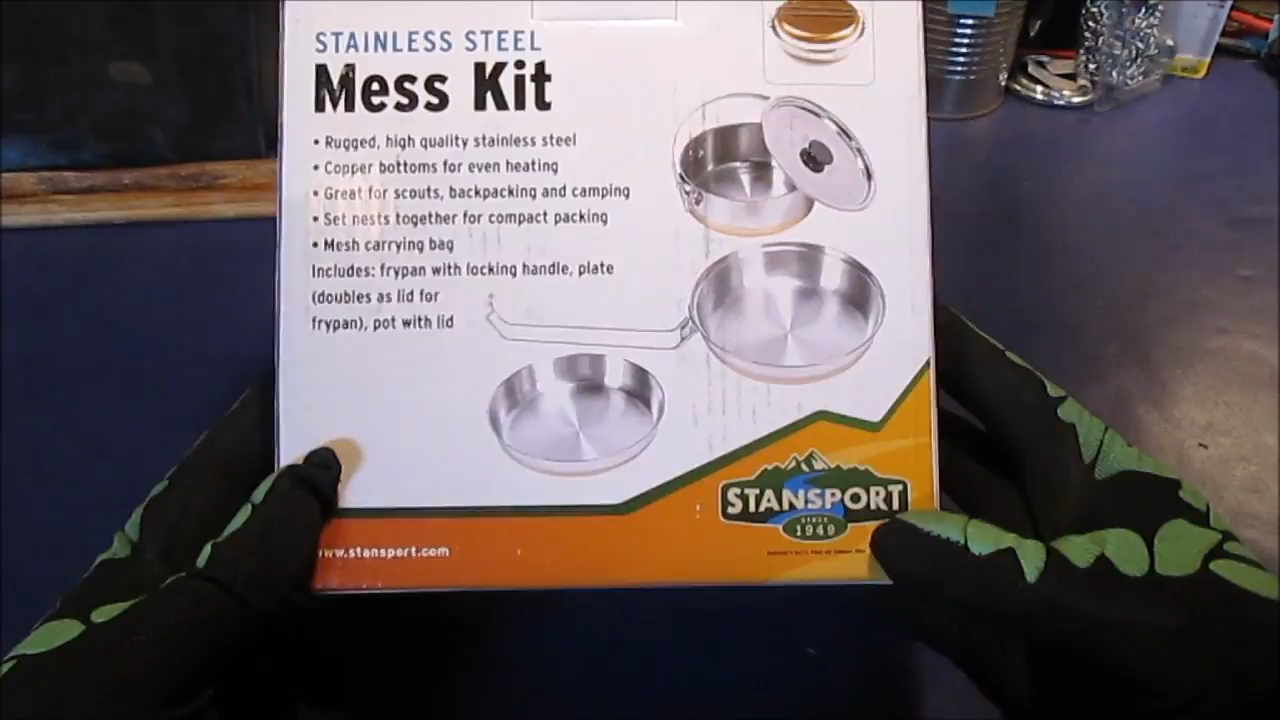 STAINLESS STEEL
Mess Kit
• Rugged, high quality stainless steel
• Copper bottoms for even heating
• Great for scouts, backpacking and camping
• Set nests together for compact packing
• Mesh carrying bag
Includes: frypan with locking handle, plate
(doubles as lid for
frypan), pot with lid
STANSPORT
SINCE
1949
www.stansport.com